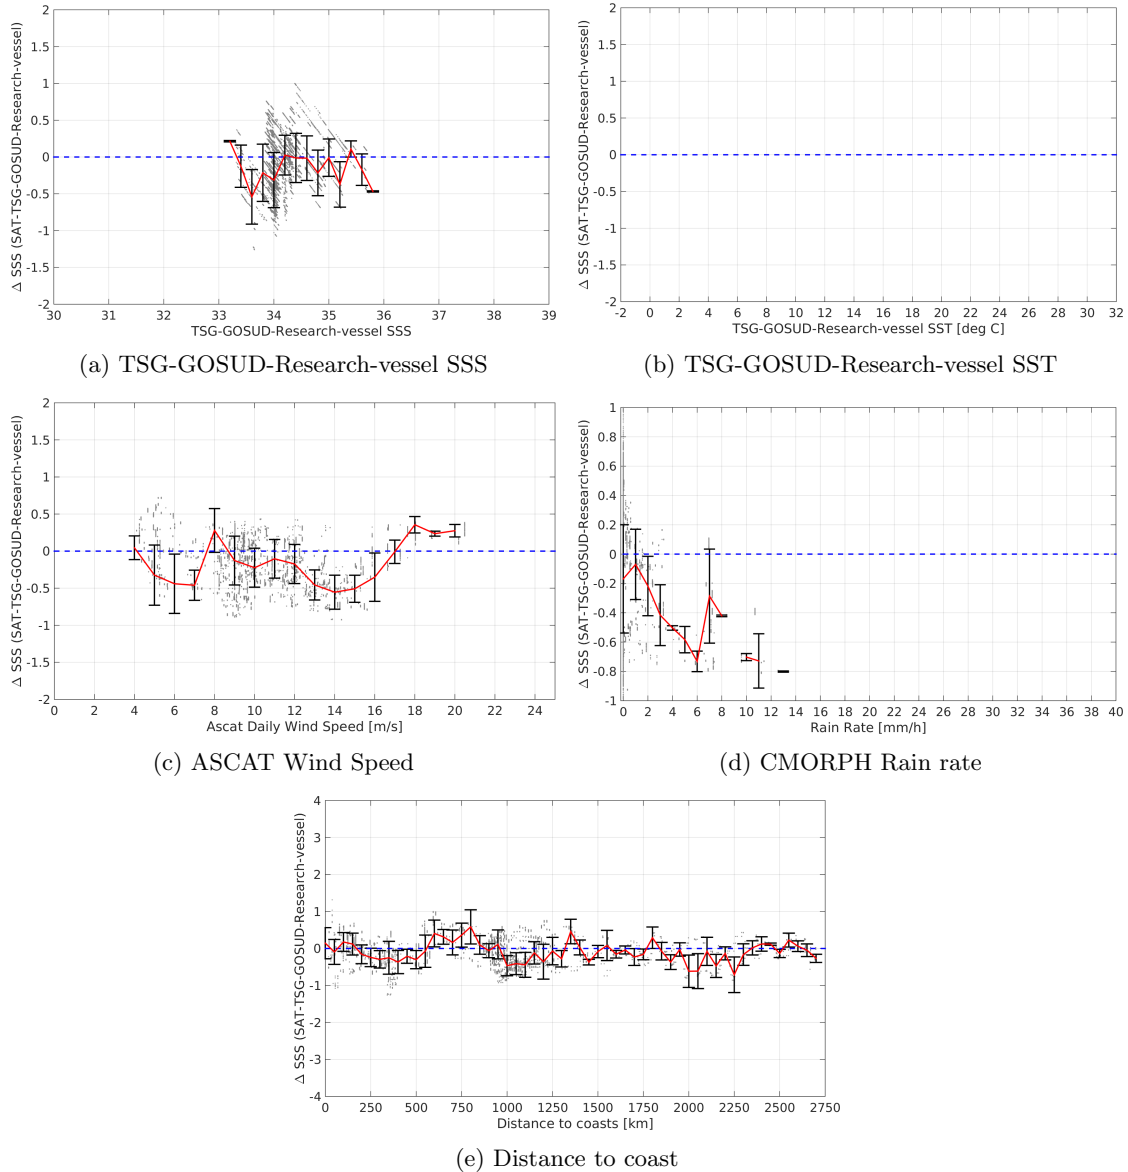 Δ SSS (SAT-TSG-GOSUD-Research-vessel)
2
1.5
1
0.5
0
-0.5
-1
-1.5
-2
30 31 32 33 34 35 36 37 38 39
TSG-GOSUD-Research-vessel SSS
(a) TSG-GOSUD-Research-vessel SSS
Δ SSS (SAT-TSG-GOSUD-Research-vessel)
2
1.5
1
0.5
0
-0.5
-1
-1.5
-2
-2 0 2 4 6 8 10 12 14 16 18 20 22 24 26 28 30 32
TSG-GOSUD-Research-vessel SST [deg C]
(b) TSG-GOSUD-Research-vessel SST
Δ SSS (SAT-TSG-GOSUD-Research-vessel)
2
1.5
1
0.5
0
-0.5
-1
-1.5
-2
0 2 4 6 8 10 12 14 16 18 20 22 24
Ascat Daily Wind Speed [m/s]
(c) ASCAT Wind Speed
Δ SSS (SAT-TSG-GOSUD-Research-vessel)
1
0.8
0.6
0.4
0.2
0
-0.2
-0.4
-0.6
-0.8
-1
0 2 4 6 8 10 12 14 16 18 20 22 24 26 28 30 32 34 36 38 40
Rain Rate [mm/h]
(d) CMORPH Rain rate
Δ SSS (SAT-TSG-GOSUD-Research-vessel)
4
3
2
1
0
-1
-2
-3
-4
0 250 500 750 1000 1250 1500 1750 2000 2250 2500 2750
Distance to coasts [km]
(e) Distance to coast